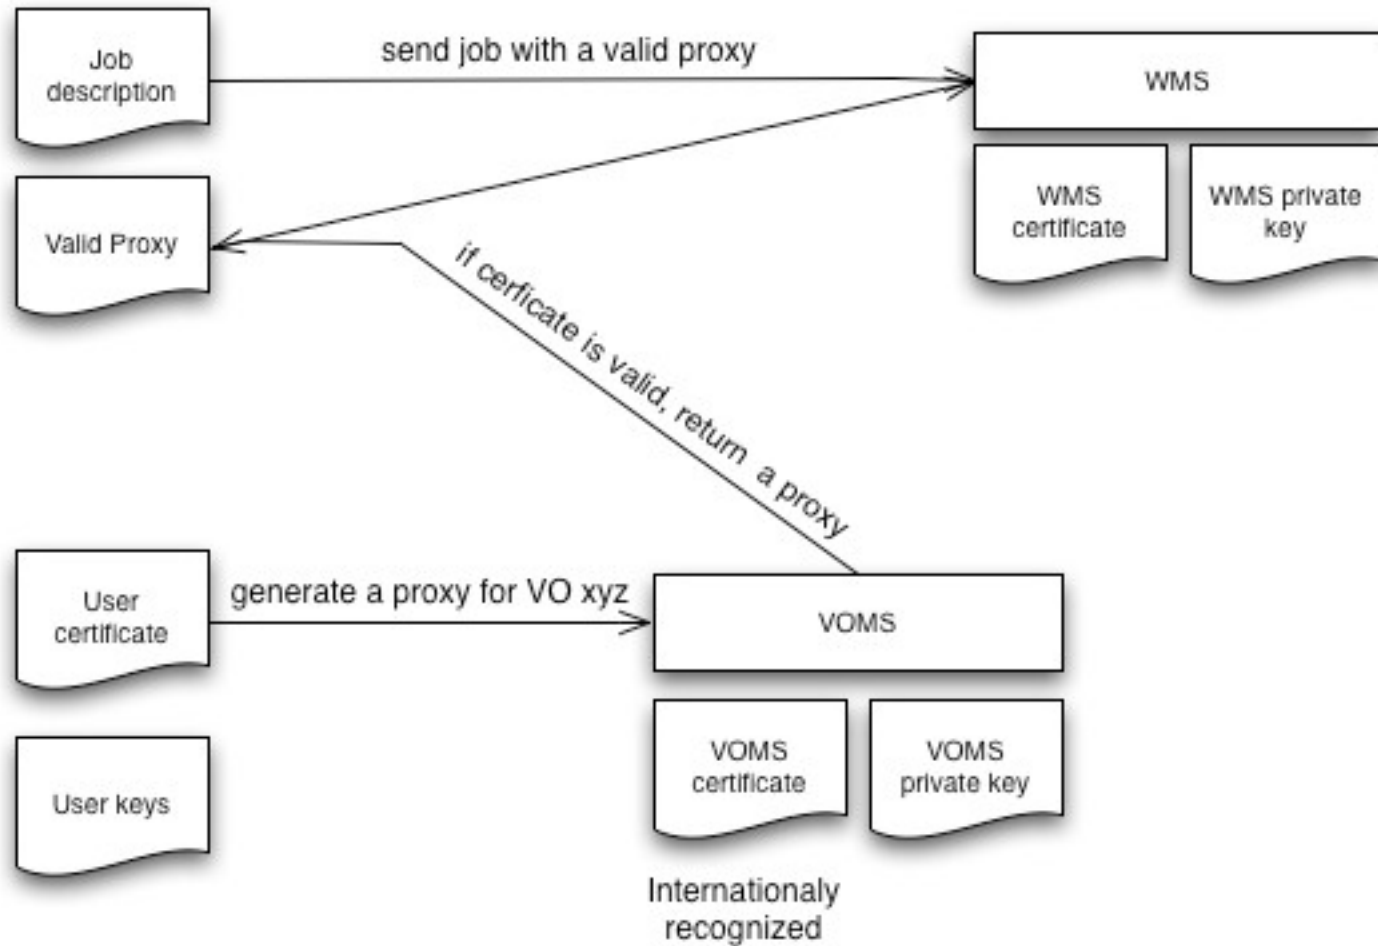 Job
description
send job with a valid proxy
WMS
Valid Proxy
WMS
certificate
WMS private
key
if cerficate is valid, return a proxy
User
certificate
generate a proxy for VO xyz
VOMS
User keys
VOMS
certificate
VOMS
private key
Internationaly
recognized